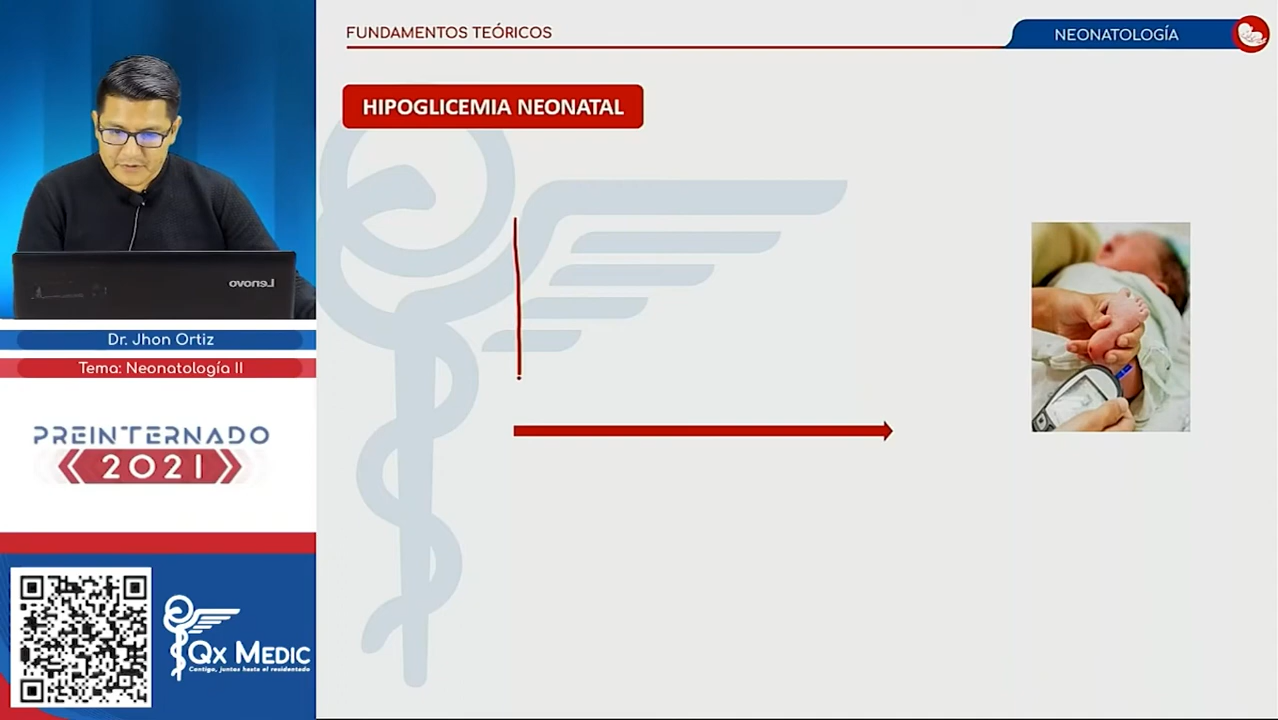 FUNDAMENTOS TEÓRICOS
NEONATOLOGÍA
HIPOGLICEMIA NEONATAL
Lenovo
Dr. Jhon Ortiz
Tema: Neonatología II
PREINTERNADO
2021
Qx MEDIC
Contigo, juntos hasta el residentado